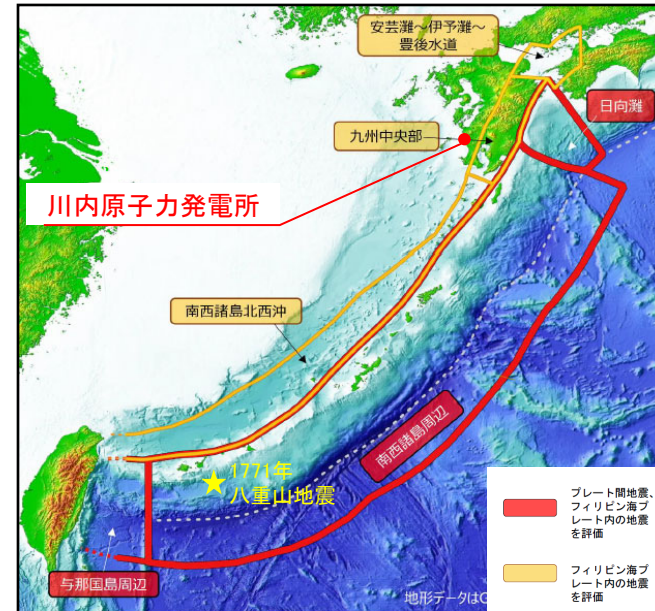 安芸灘～伊予灘～
豊後水道
日向灘
九州中央部
川内原子力発電所
南西諸島北西沖
南西諸島周辺
1771年
八重山地震
与那国島周辺
プレート間地震、
フィリピン海プ
レート内の地震
を評価
フィリピン海プ
レート内の地震
を評価
地形データはG